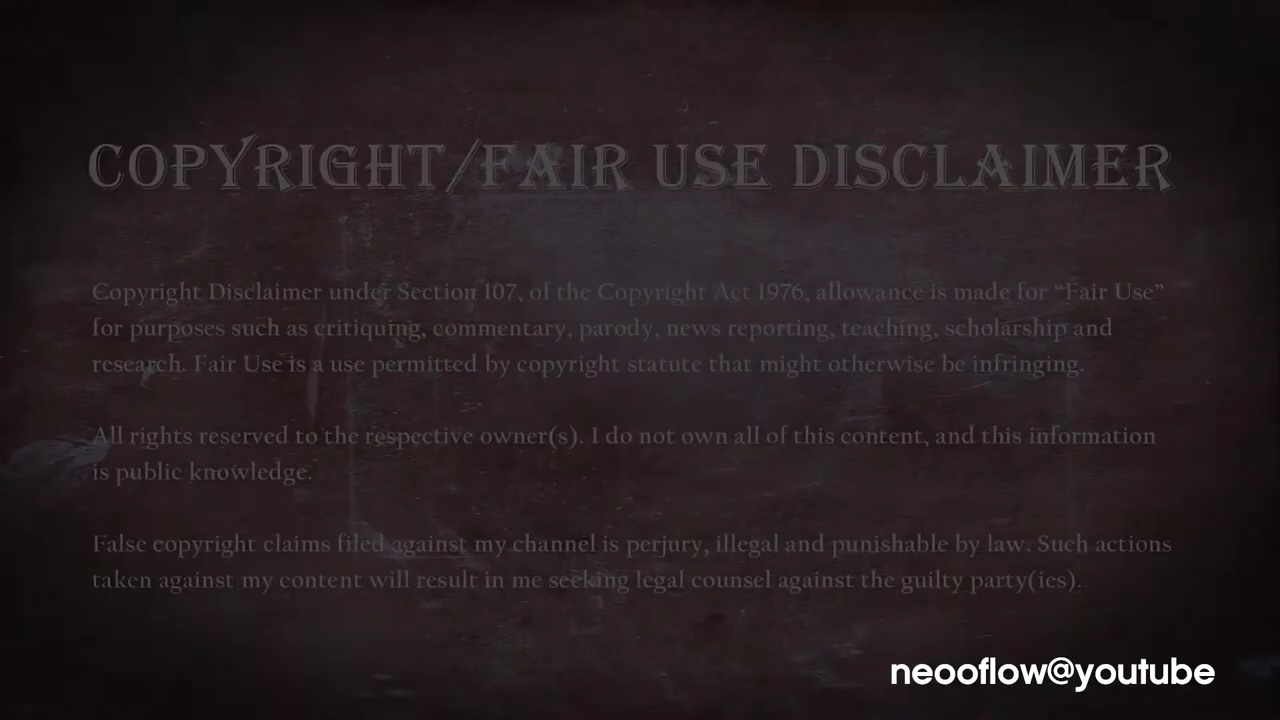 COPYRIGHT/FAIR USE DISCLAIMER
Copyright Disclaimer under Section 107, of the Copyright Act 1976, allowance is made for “Fair Use”
for purposes such as critiquing, commentary, parody, news reporting, teaching, scholarship and
research. Fair Use is a use permitted by copyright statute that might otherwise be infringing.
All rights reserved to the respective owner(s). I do not own all of this content, and this information
is public knowledge.
False copyright claims filed against my channel is perjury, illegal and punishable by law. Such actions
taken against my content will result in me seeking legal counsel against the guilty party(ies).
neooflow@youtube